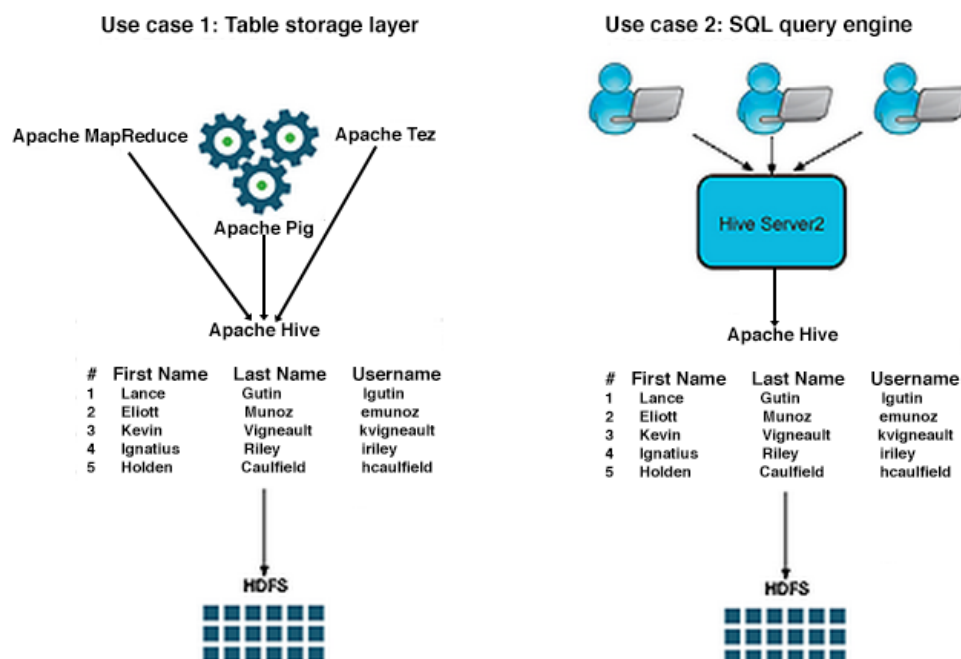 Use case 1: Table storage layer
Apache MapReduce
Apache Tez
Apache Pig
Apache Hive
# First Name Last Name Username
1 Lance Gutin lgutin
2 Eliott Munoz emunoz
3 Kevin Vigneault kvigneault
4 Ignatius Riley iriley
5 Holden Caulfield hcaulfield
HDFS
Use case 2: SQL query engine
Hive Server2
Apache Hive
# First Name Last Name Username
1 Lance Gutin lgutin
2 Eliott Munoz emunoz
3 Kevin Vigneault kvigneault
4 Ignatius Riley iriley
5 Holden Caulfield hcaulfield
HDFS